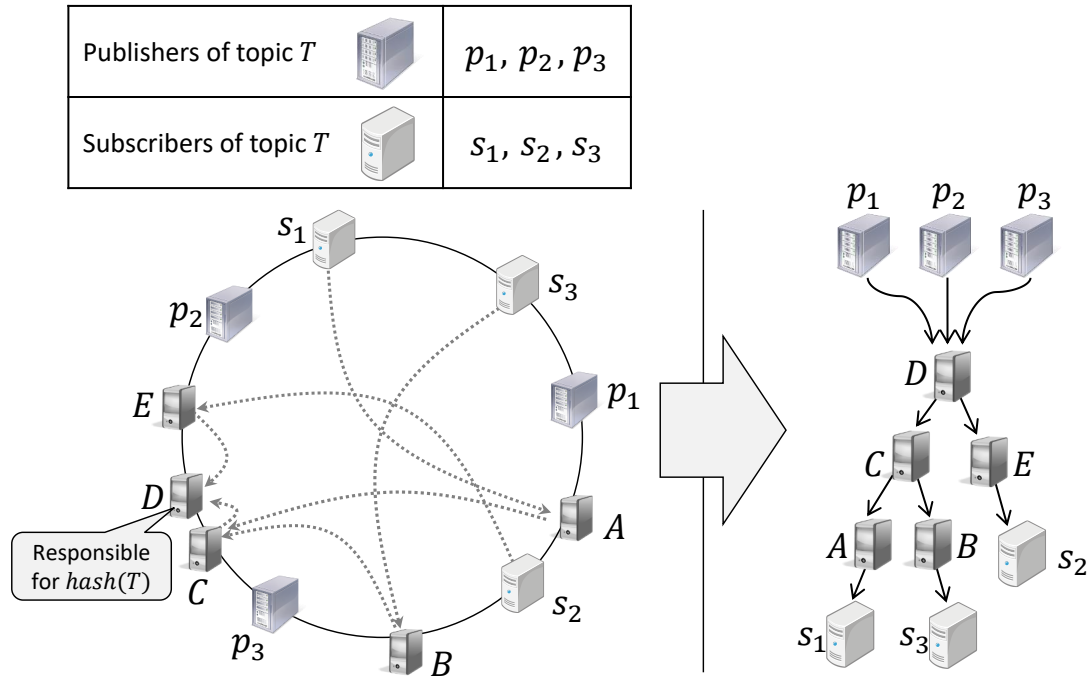 Publishers of topic T
p₁, p₂, p₃
Subscribers of topic T
s₁, s₂, s₃
s₁
s₃
p₂
p₁
E
D
A
Responsible
for hash(T)
C
s₂
p₃
B
p₁ p₂ p₃
D
C E
A B
s₂
s₁ s₃